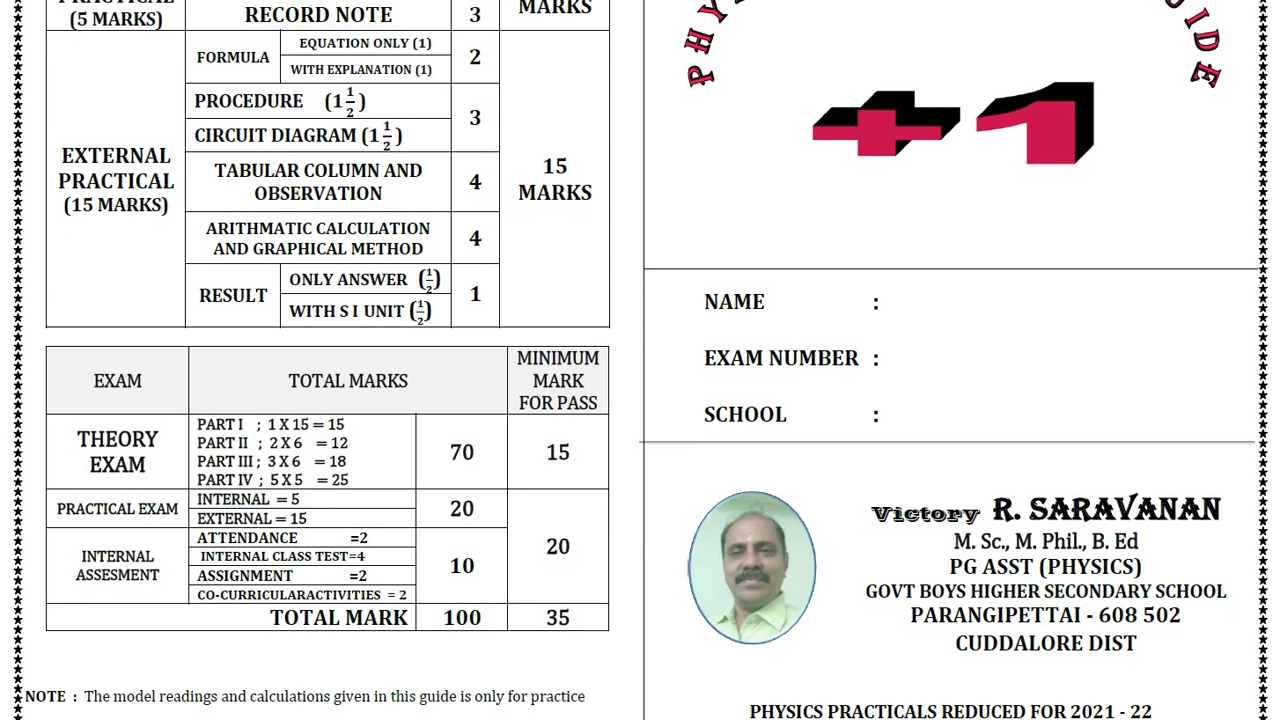 (5 MARKS)
RECORD NOTE 3
MARKS
EXTERNAL PRACTICAL (15 MARKS)
FORMULA
EQUATION ONLY (1)
WITH EXPLANATION (1)
2
PROCEDURE (1 1/2)
CIRCUIT DIAGRAM (1 1/2)
3
TABULAR COLUMN AND
OBSERVATION
4
ARITHMATIC CALCULATION
AND GRAPHICAL METHOD
4
RESULT
ONLY ANSWER (1/2)
WITH S I UNIT (1/2)
1
15
MARKS
EXAM
TOTAL MARKS
MINIMUM
MARK
FOR PASS
THEORY
EXAM
PART I ; 1 X 15 = 15
PART II ; 2 X 6 = 12
PART III ; 3 X 6 = 18
PART IV ; 5 X 5 = 25
70
15
PRACTICAL EXAM
INTERNAL = 5
EXTERNAL = 15
20
INTERNAL
ASSESMENT
ATTENDANCE =2
INTERNAL CLASS TEST=4
ASSIGNMENT =2
CO-CURRICULARACTIVITIES = 2
10
20
TOTAL MARK 100 35
NOTE : The model readings and calculations given in this guide is only for practice
+1
NAME :
EXAM NUMBER :
SCHOOL :
Victory R. SARAVANAN
M. Sc., M. Phil., B. Ed
PG ASST (PHYSICS)
GOVT BOYS HIGHER SECONDARY SCHOOL
PARANGIPETTAI - 608 502
CUDDALORE DIST
PHYSICS PRACTICALS REDUCED FOR 2021 - 22